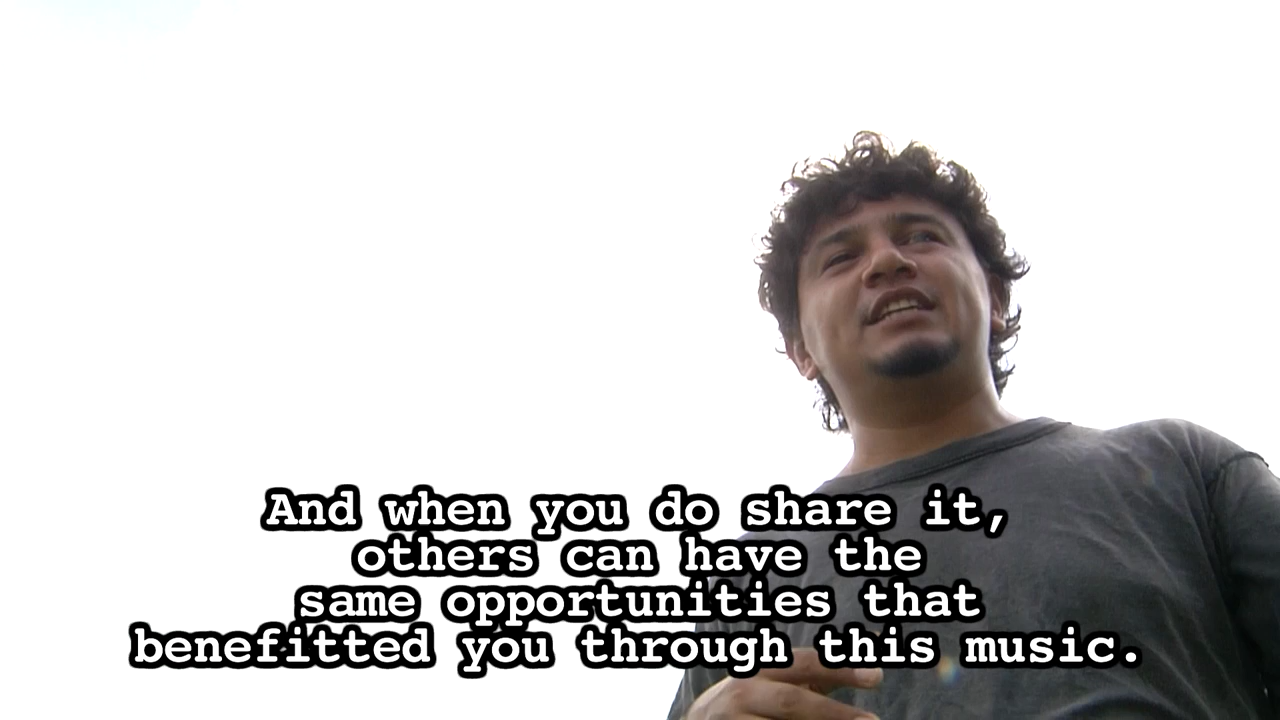 And when you do share it,
others can have the
same opportunities that
benefitted you through this music.